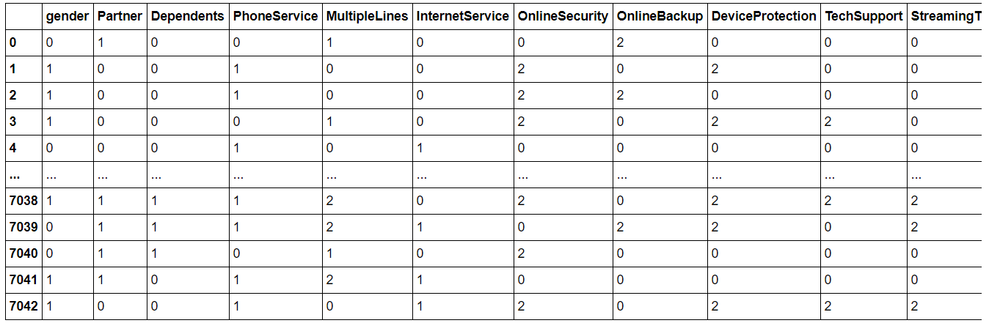 gender Partner Dependents PhoneService MultipleLines InternetService OnlineSecurity OnlineBackup DeviceProtection TechSupport StreamingT
0 0 1 0 0 1 0 0 2 0 0 0
1 1 0 0 1 0 0 2 0 2 0 0
2 1 0 0 1 0 0 2 2 0 0 0
3 1 0 0 0 1 0 2 0 2 2 0
4 0 0 0 1 0 1 0 0 0 0 0
... ... ... ... ... ... ... ... ... ... ... ...
7038 1 1 1 1 2 0 2 0 2 2 2
7039 0 1 1 1 2 1 0 2 2 0 2
7040 0 1 1 0 1 0 2 0 0 0 0
7041 1 1 0 1 2 1 0 0 0 0 0
7042 1 0 0 1 0 1 2 0 2 2 2